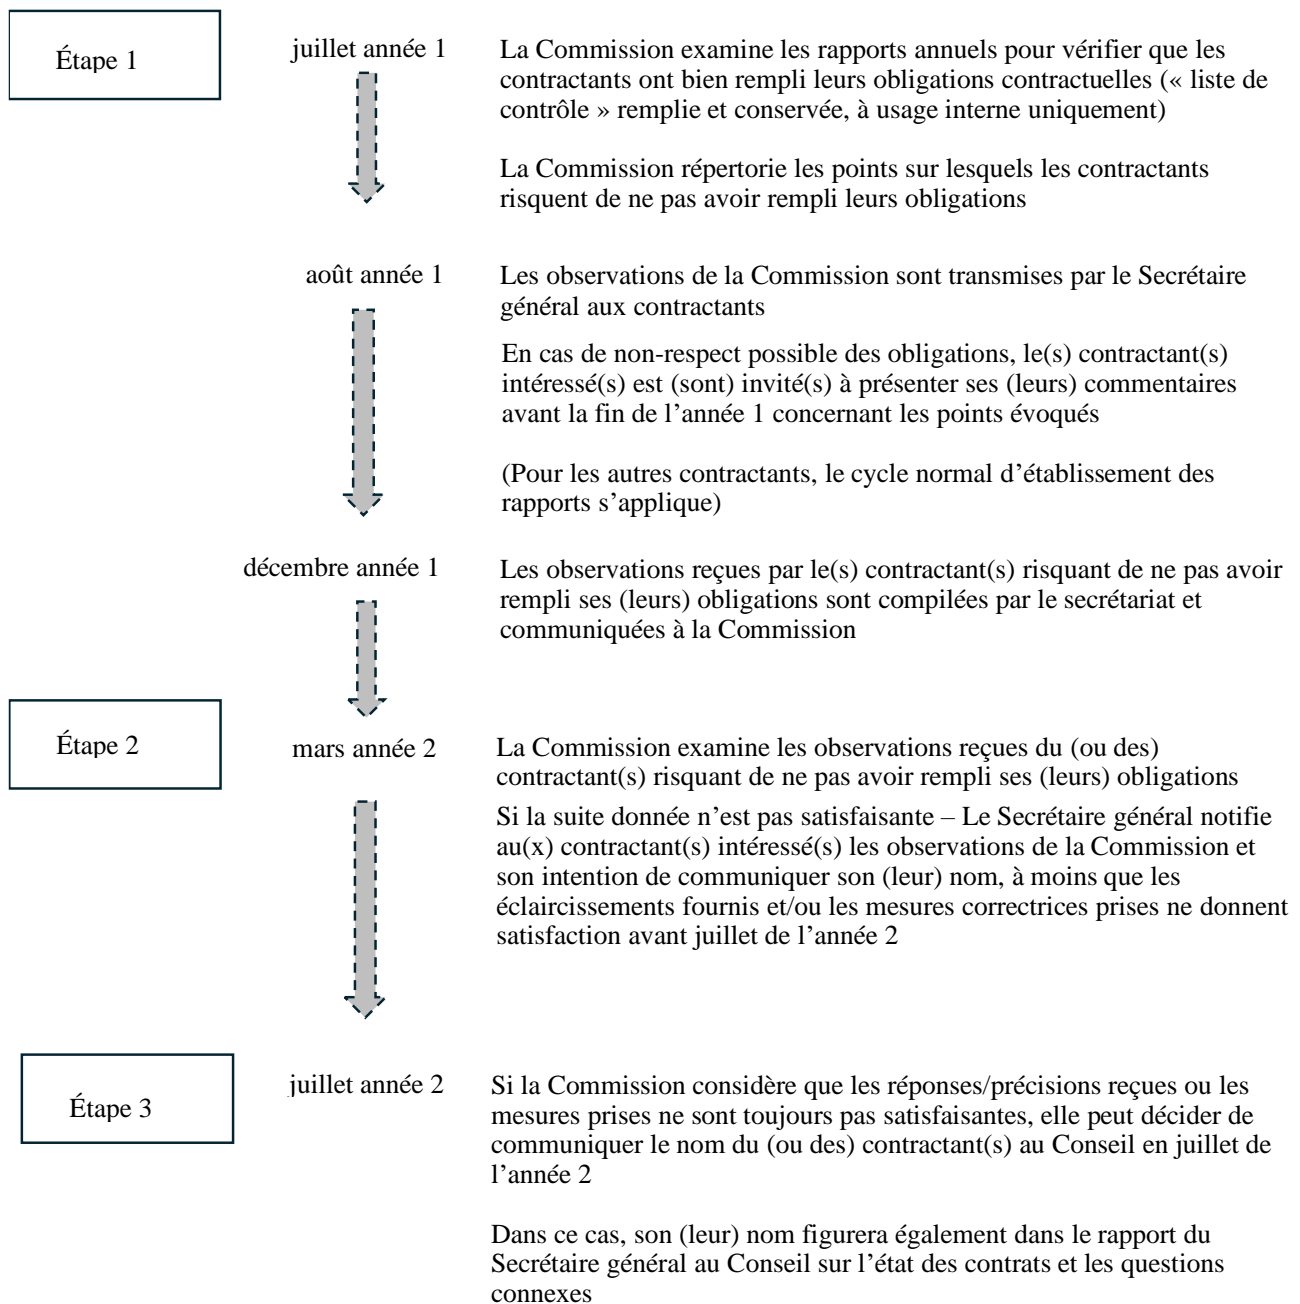 Étape 1
juillet année 1
La Commission examine les rapports annuels pour vérifier que les
contractants ont bien rempli leurs obligations contractuelles (« liste de
contrôle » remplie et conservée, à usage interne uniquement)
La Commission répertorie les points sur lesquels les contractants
risquent de ne pas avoir rempli leurs obligations
août année 1
Les observations de la Commission sont transmises par le Secrétaire
général aux contractants
En cas de non-respect possible des obligations, le(s) contractant(s)
intéressé(s) est (sont) invité(s) à présenter ses (leurs) commentaires
avant la fin de l’année 1 concernant les points évoqués
(Pour les autres contractants, le cycle normal d’établissement des
rapports s’applique)
décembre année 1
Les observations reçues par le(s) contractant(s) risquant de ne pas avoir
rempli ses (leurs) obligations sont compilées par le secrétariat et
communiquées à la Commission
Étape 2
mars année 2
La Commission examine les observations reçues du (ou des)
contractant(s) risquant de ne pas avoir rempli ses (leurs) obligations
Si la suite donnée n’est pas satisfaisante – Le Secrétaire général notifie
au(x) contractant(s) intéressé(s) les observations de la Commission et
son intention de communiquer son (leur) nom, à moins que les
éclaircissements fournis et/ou les mesures correctrices prises ne donnent
satisfaction avant juillet de l’année 2
Étape 3
juillet année 2
Si la Commission considère que les réponses/précisions reçues ou les
mesures prises ne sont toujours pas satisfaisantes, elle peut décider de
communiquer le nom du (ou des) contractant(s) au Conseil en juillet de
l’année 2
Dans ce cas, son (leur) nom figurera également dans le rapport du
Secrétaire général au Conseil sur l’état des contrats et les questions
connexes